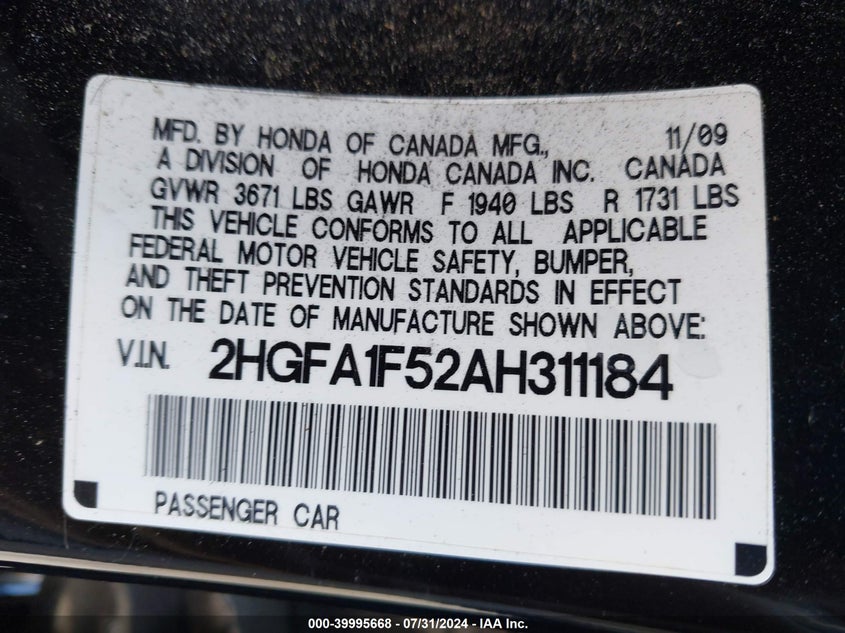 MFD. BY HONDA OF CANADA MFG., 11/09
A DIVISION OF HONDA CANADA INC. CANADA
GVWR 3671 LBS GAWR F 1940 LBS R 1731 LBS
THIS VEHICLE CONFORMS TO ALL APPLICABLE
FEDERAL MOTOR VEHICLE SAFETY, BUMPER,
AND THEFT PREVENTION STANDARDS IN EFFECT
ON THE DATE OF MANUFACTURE SHOWN ABOVE:
V.I.N. 2HGFA1F52AH311184
PASSENGER CAR
000-39995668 - 07/31/2024 - IAA Inc.